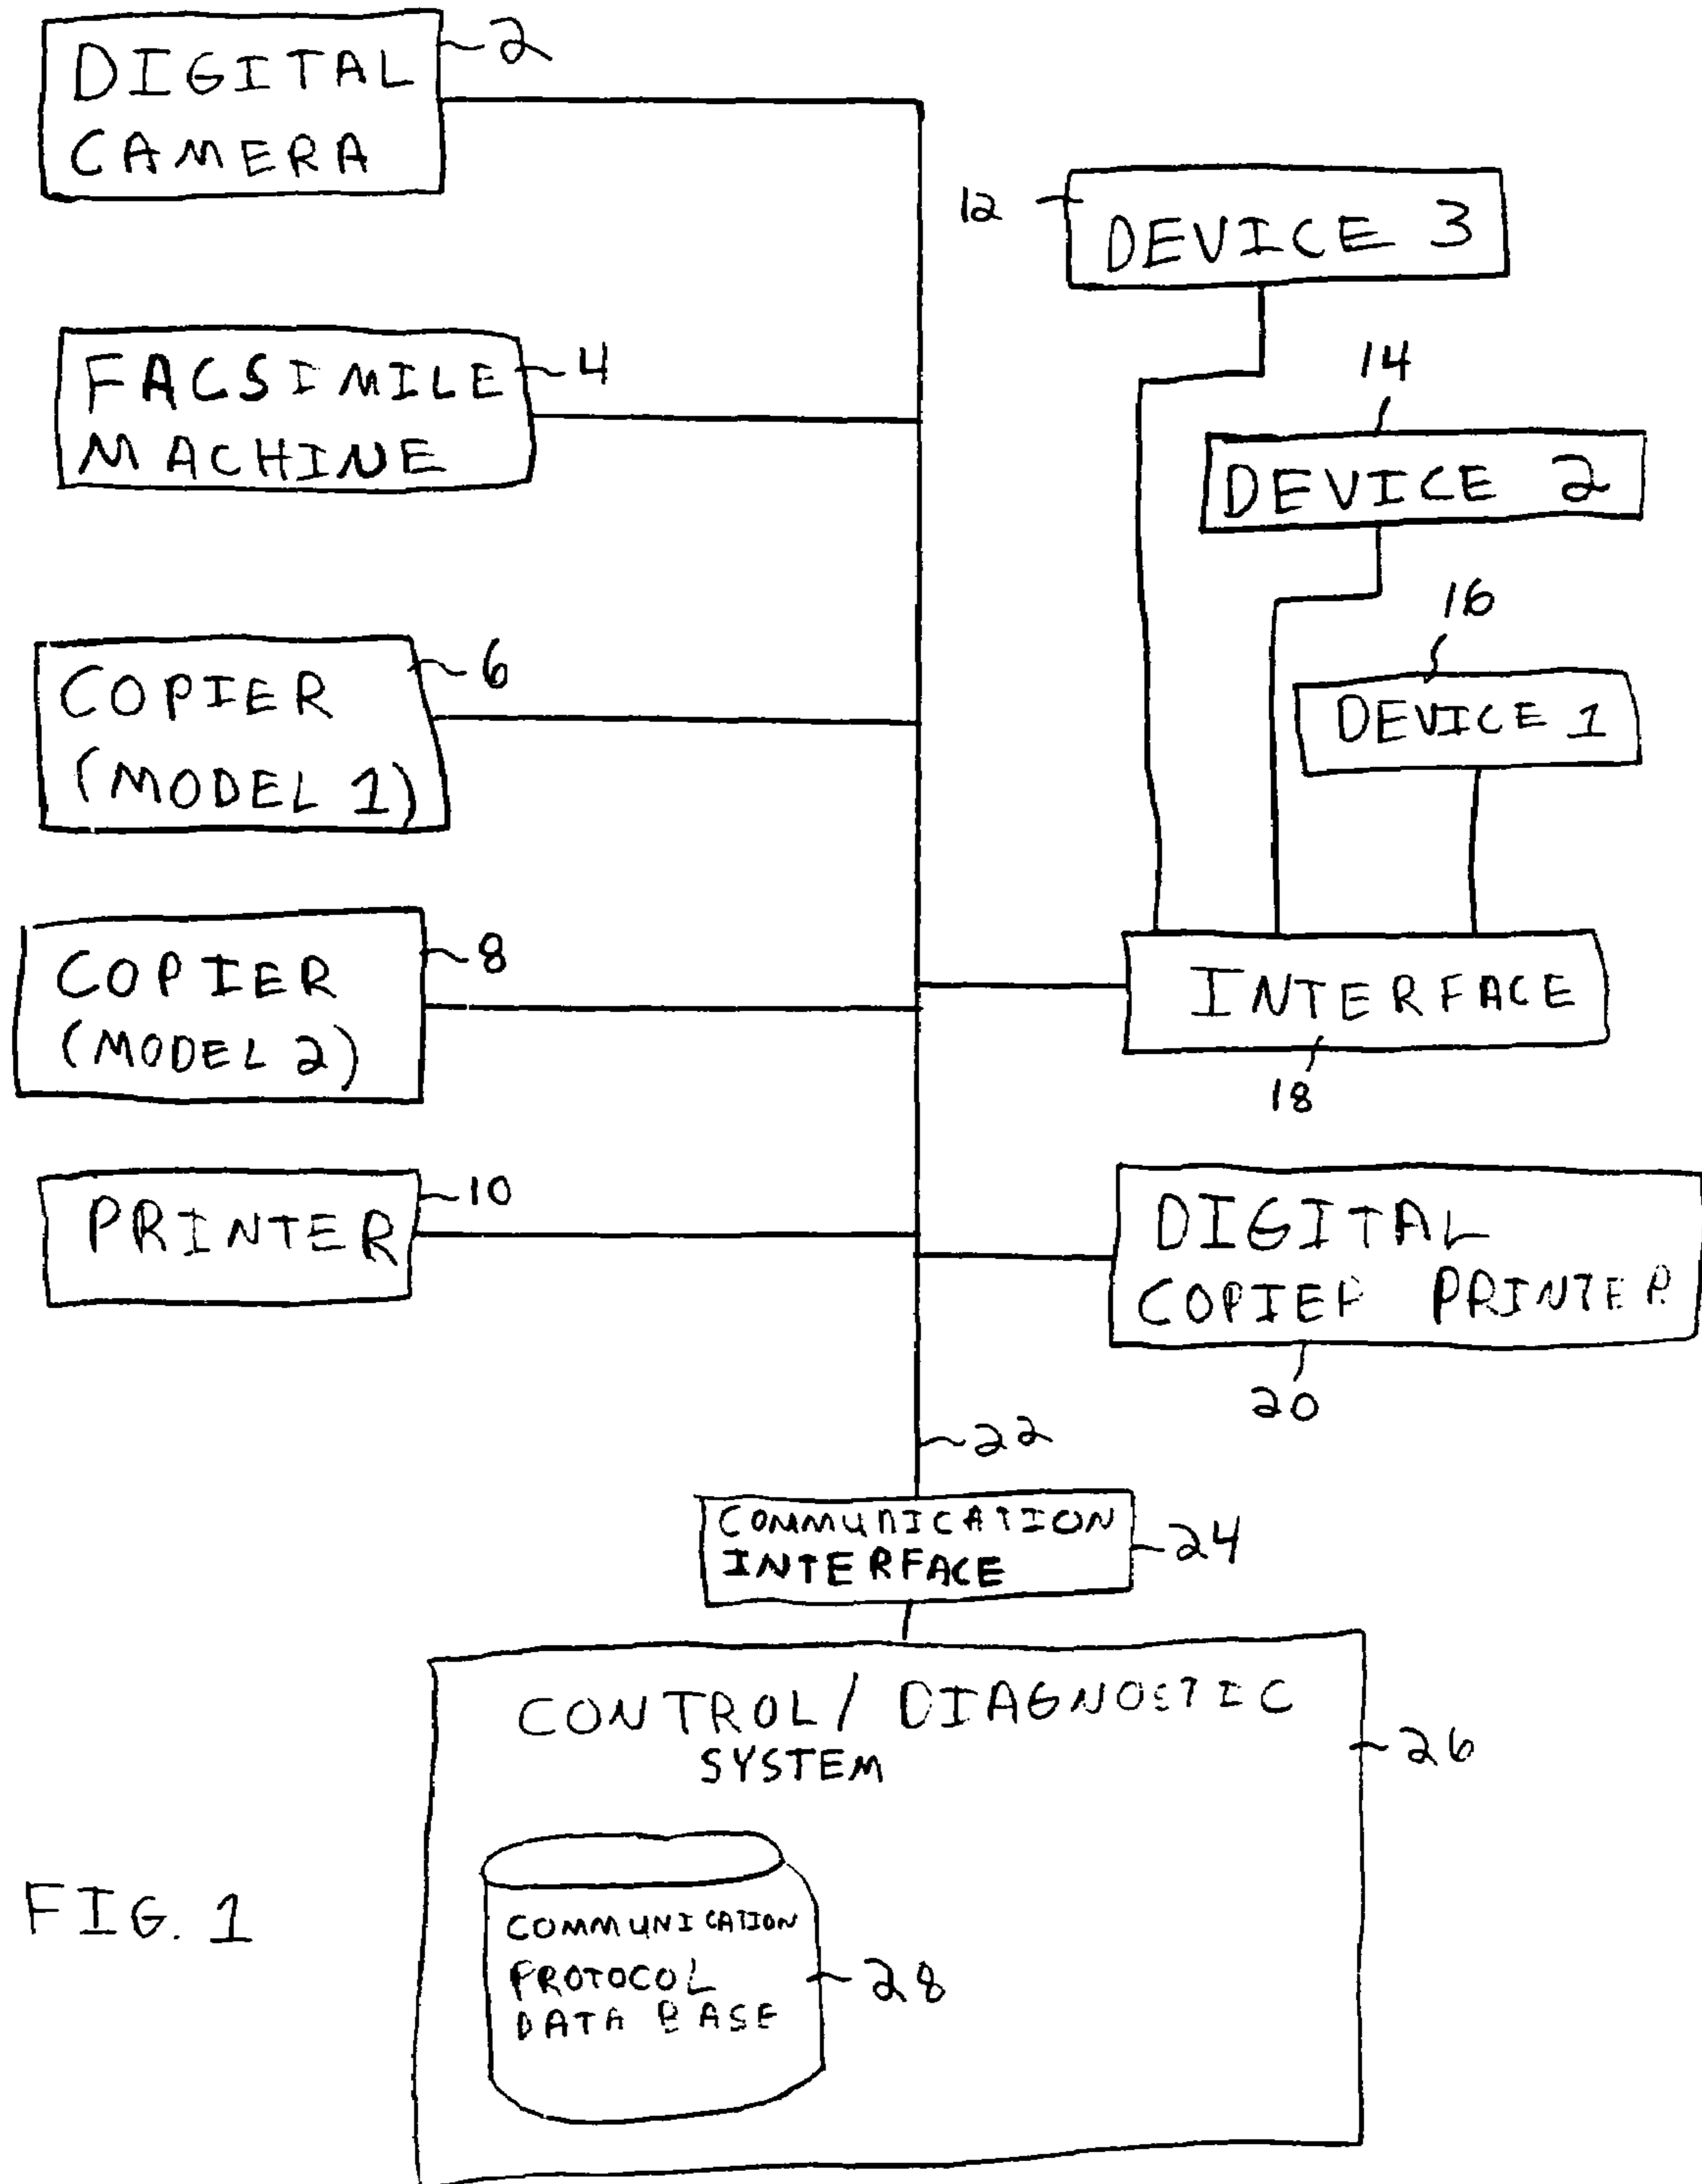 DIGITAL
CAMERA
2
FACSIMILE
MACHINE
4
COPIER
(MODEL 1)
6
COPIER
(MODEL 2)
8
PRINTER
10
12
DEVICE 3
14
DEVICE 2
16
DEVICE 1
INTERFACE
18
DIGITAL
COPIER PRINTER
20
22
COMMUNICATION
INTERFACE
24
CONTROL/DIAGNOSTIC
SYSTEM
26
COMMUNICATION
PROTOCOL
DATA BASE
28
FIG. 1